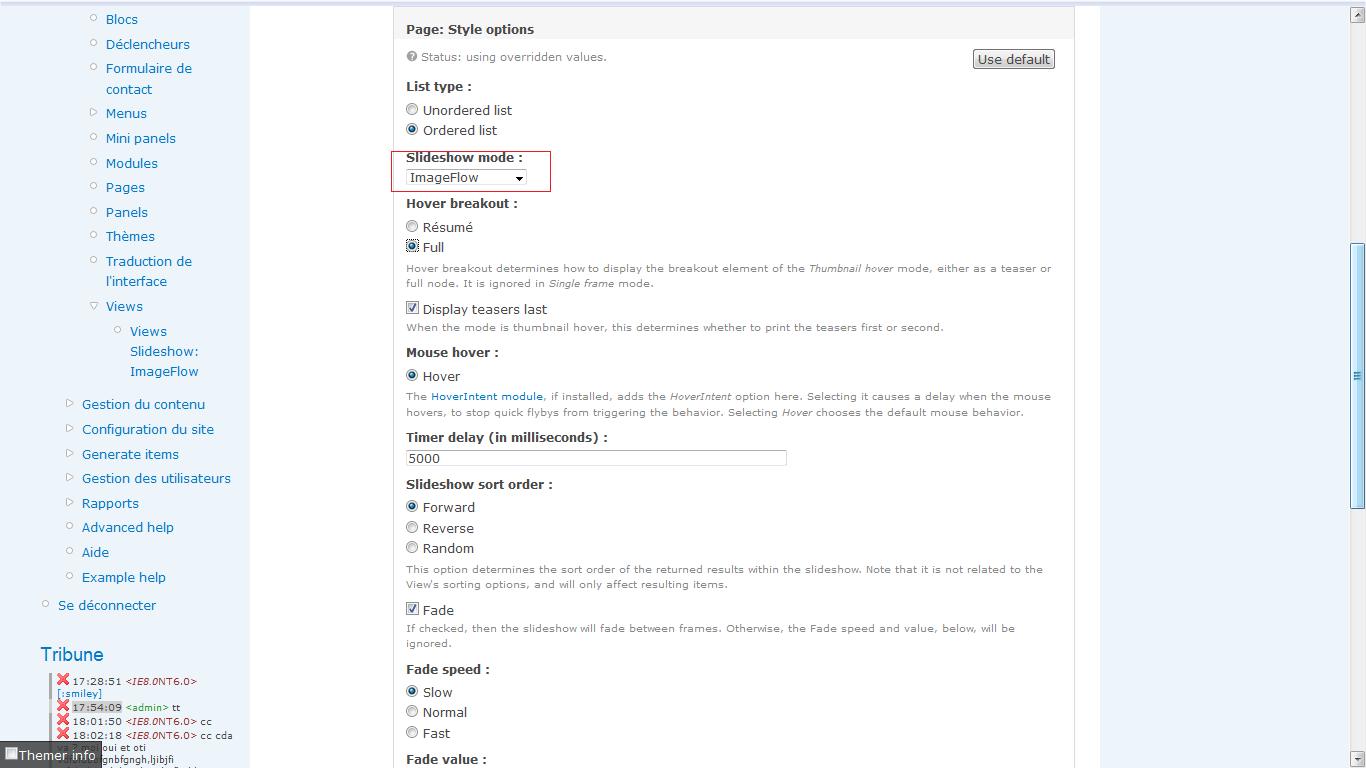 Blocs
Déclencheurs
Formulaire de
contact
Menus
Mini panels
Modules
Pages
Panels
Thèmes
Traduction de
l'interface
Views
Views
Slideshow:
ImageFlow
Gestion du contenu
Configuration du site
Generate items
Gestion des utilisateurs
Rapports
Advanced help
Aide
Example help
Se déconnecter
Tribune
17:28:51 <IE8.0NT6.0>
[:smiley]
17:54:09 <admin> tt
18:01:50 <IE8.0NT6.0> cc
18:02:18 <IE8.0NT6.0> cc cda
oui et oti
Themer info
Page: Style options
Status: using overridden values.
Use default
List type :
Unordered list
Ordered list
Slideshow mode :
ImageFlow
Hover breakout :
Résumé
Full
Hover breakout determines how to display the breakout element of the Thumbnail hover mode, either as a teaser or
full node. It is ignored in Single frame mode.
Display teasers last
When the mode is thumbnail hover, this determines whether to print the teasers first or second.
Mouse hover :
Hover
The HoverIntent module, if installed, adds the HoverIntent option here. Selecting it causes a delay when the mouse
hovers, to stop quick flybys from triggering the behavior. Selecting Hover chooses the default mouse behavior.
Timer delay (in milliseconds) :
5000
Slideshow sort order :
Forward
Reverse
Random
This option determines the sort order of the returned results within the slideshow. Note that it is not related to the
View's sorting options, and will only affect resulting items.
Fade
If checked, then the slideshow will fade between frames. Otherwise, the Fade speed and value, below, will be
ignored.
Fade speed :
Slow
Normal
Fast
Fade value :